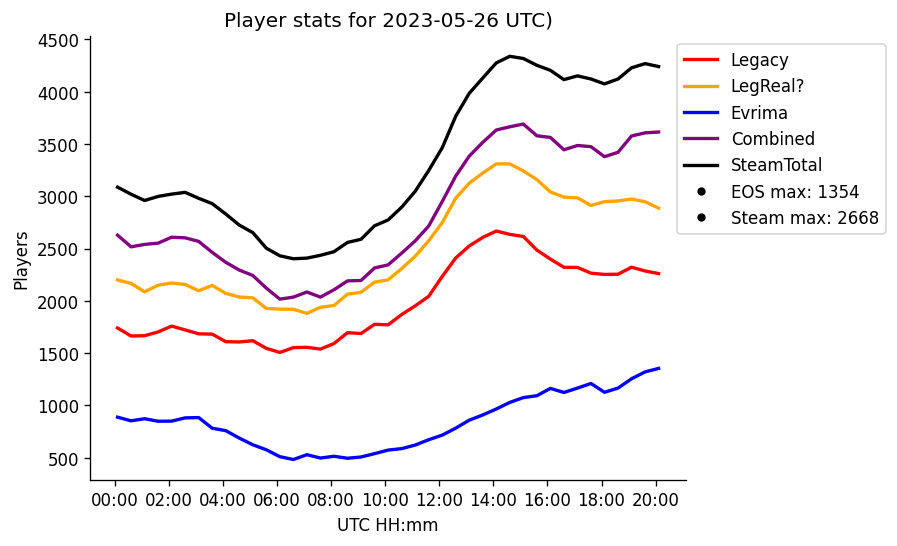 Player stats for 2023-05-26 UTC)
4500
4000
3500
3000
2500
2000
1500
1000
500
Players
00:00 02:00 04:00 06:00 08:00 10:00 12:00 14:00 16:00 18:00 20:00
UTC HH:mm
Legacy
LegReal?
Evrima
Combined
SteamTotal
EOS max: 1354
Steam max: 2668